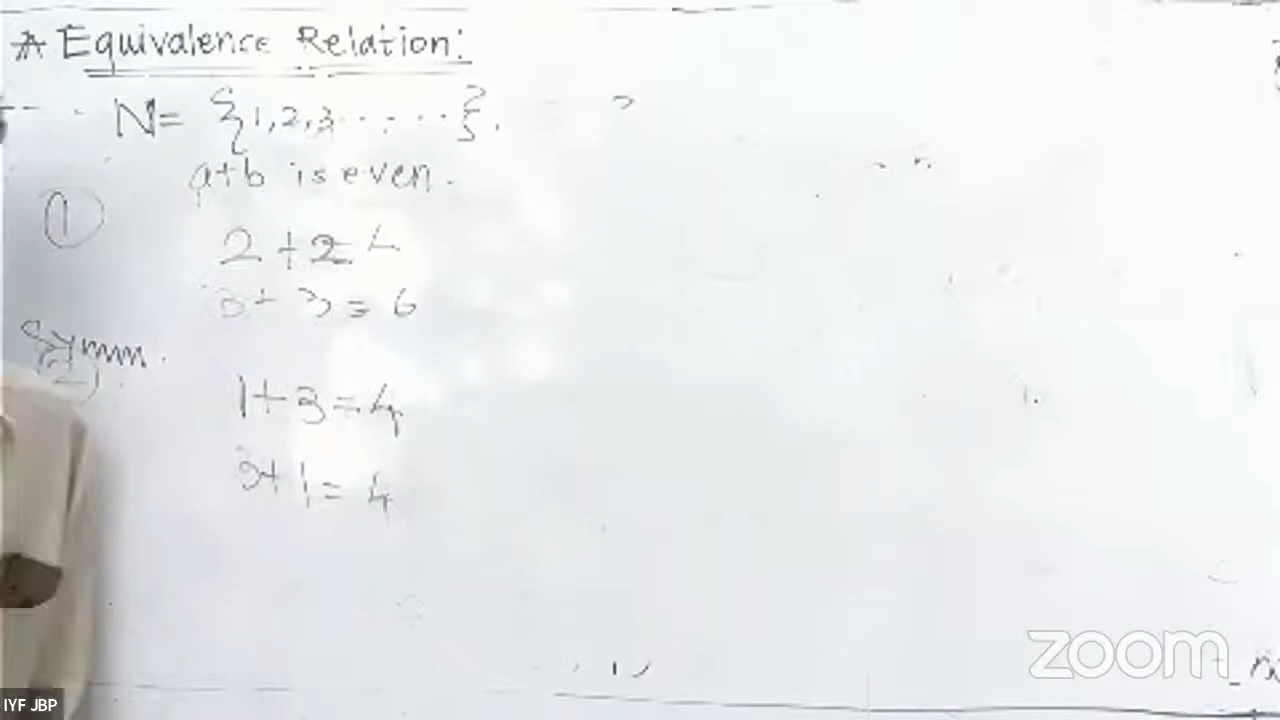 * Equivalence Relation:
N= {1,2,3.......}.
a+b is even.
①
2+2 4
3+ 3 = 6
Symm.
1+3=4
3+1=4
zoom
IYF JBP